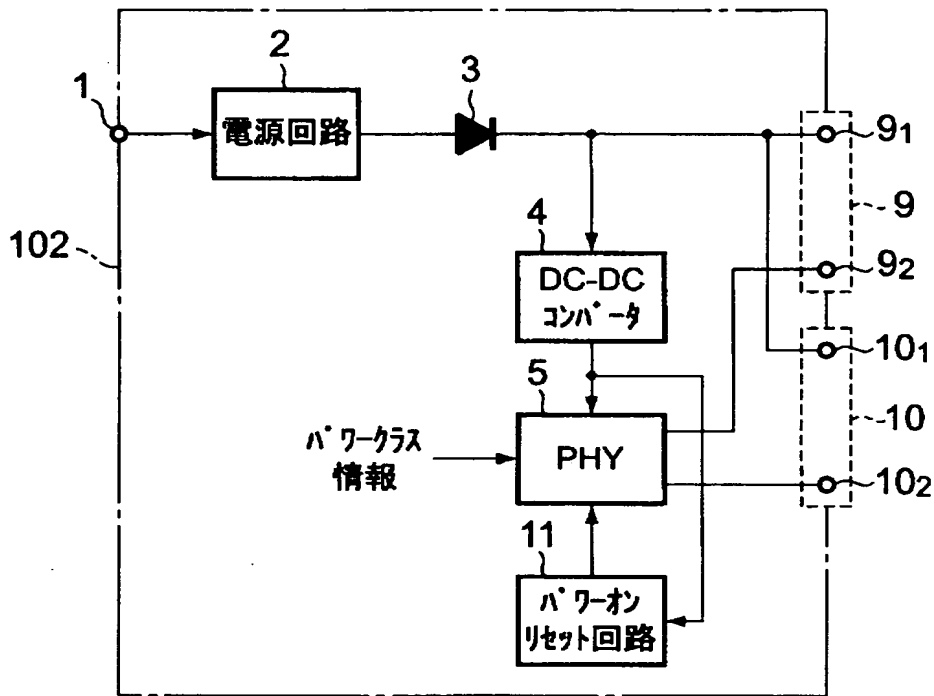 1
2
電源回路
3
9₁
9
9₂
102
4
DC-DC
コンバータ
10₁
10
10₂
5
PHY
パワークラス
情報
11
パワーオン
リセット回路